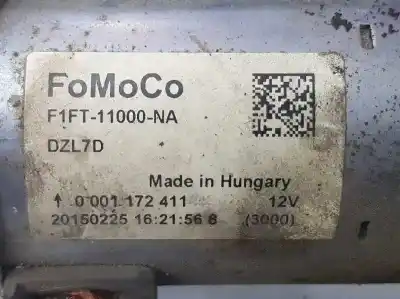 FoMoCo
F1FT-11000-NA
DZL7D
Made in Hungary
↑ 0 001 172 411 12V
20150225 16:21:56 8 (3000)